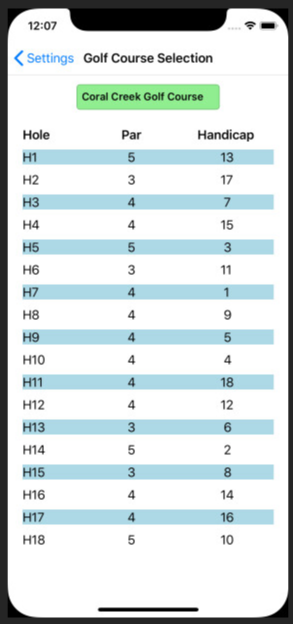 12:07
Settings Golf Course Selection
Coral Creek Golf Course
Hole Par Handicap
H1 5 13
H2 3 17
H3 4 7
H4 4 15
H5 5 3
H6 3 11
H7 4 1
H8 4 9
H9 4 5
H10 4 4
H11 4 18
H12 4 12
H13 3 6
H14 5 2
H15 3 8
H16 4 14
H17 4 16
H18 5 10